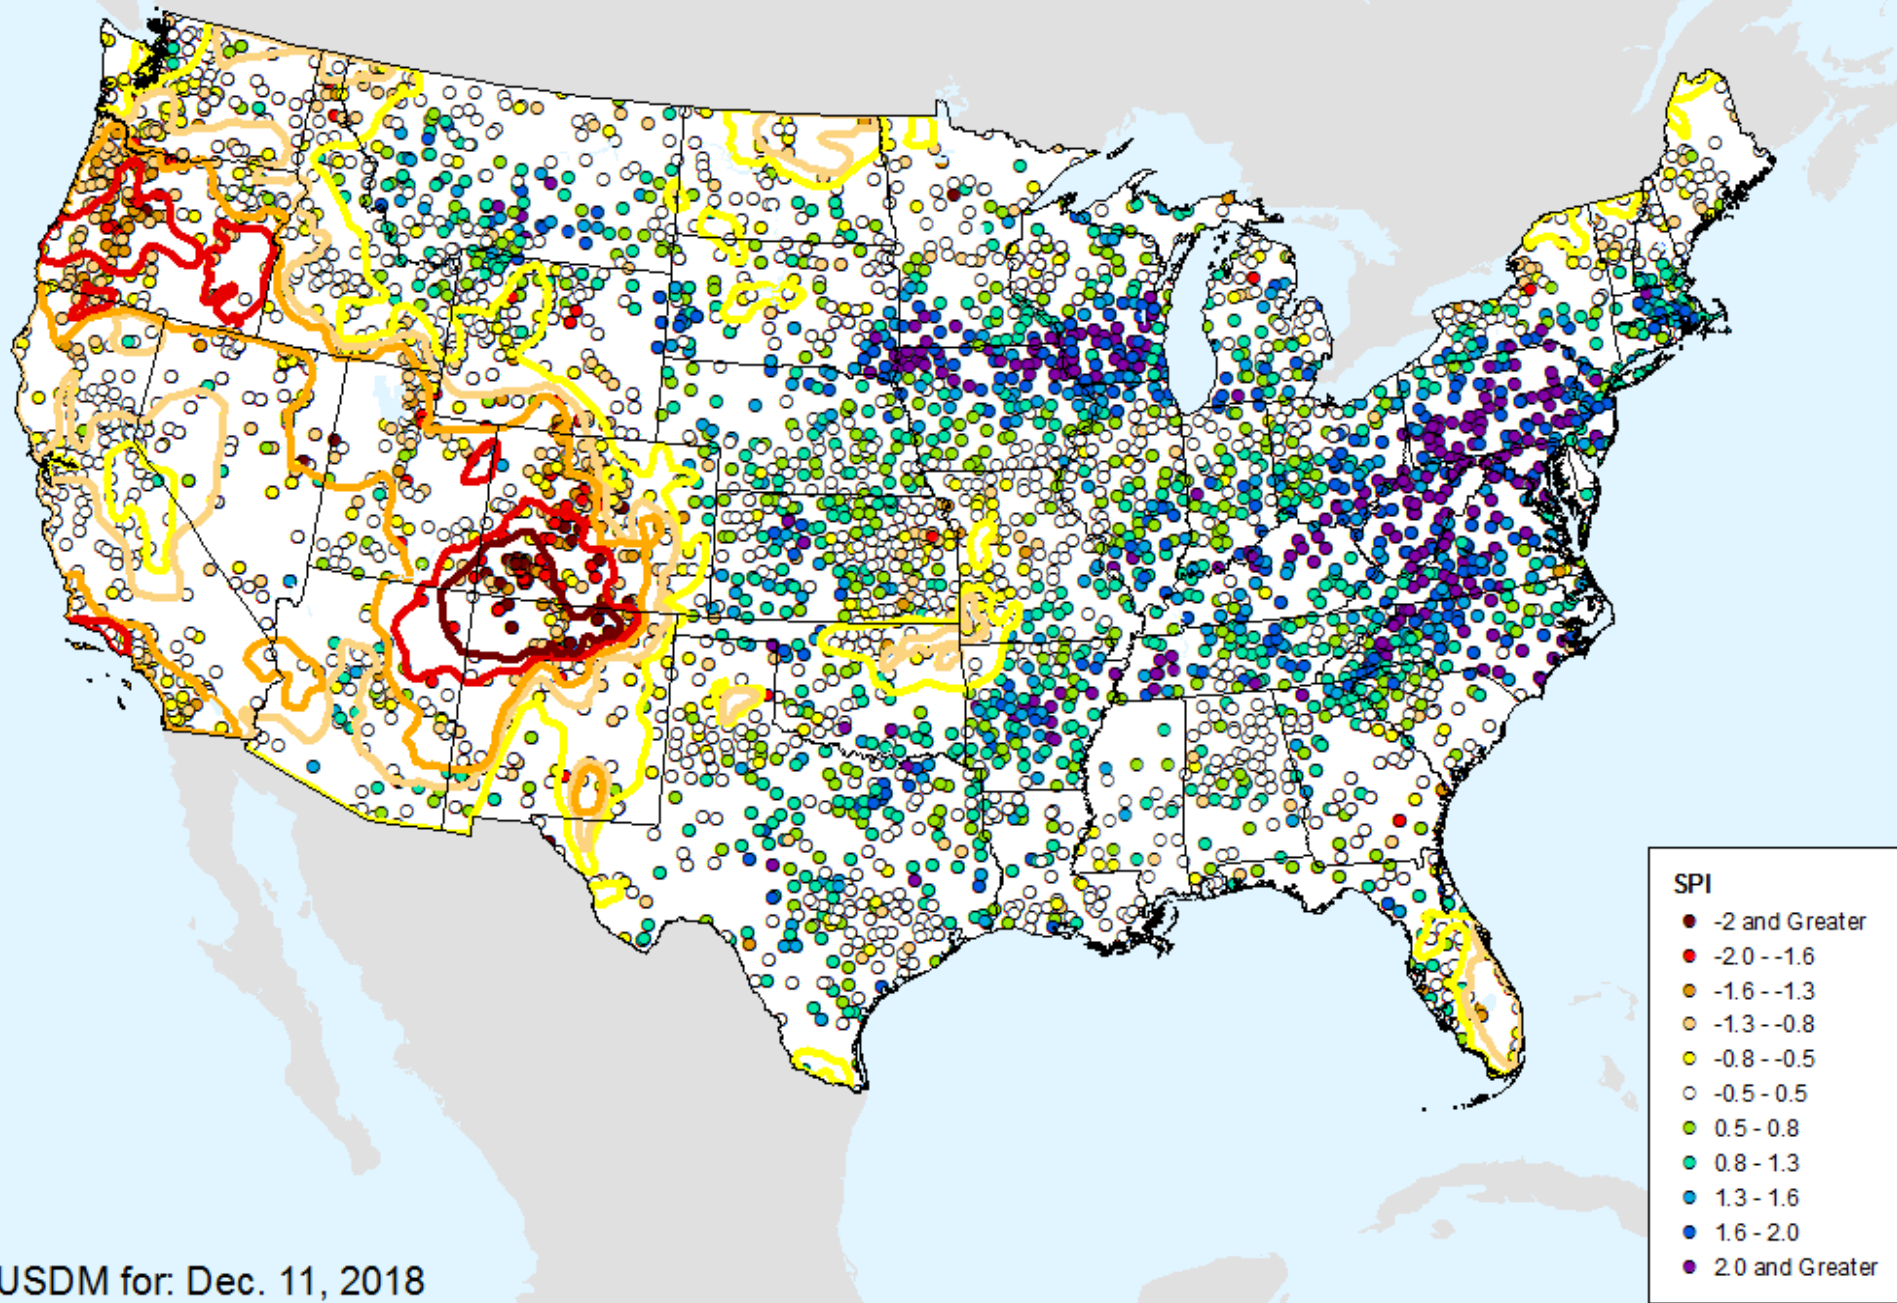 SPI
-2 and Greater
-2.0 - -1.6
-1.6 - -1.3
-1.3 - -0.8
-0.8 - -0.5
-0.5 - 0.5
0.5 - 0.8
0.8 - 1.3
1.3 - 1.6
1.6 - 2.0
2.0 and Greater
USDM for: Dec. 11, 2018